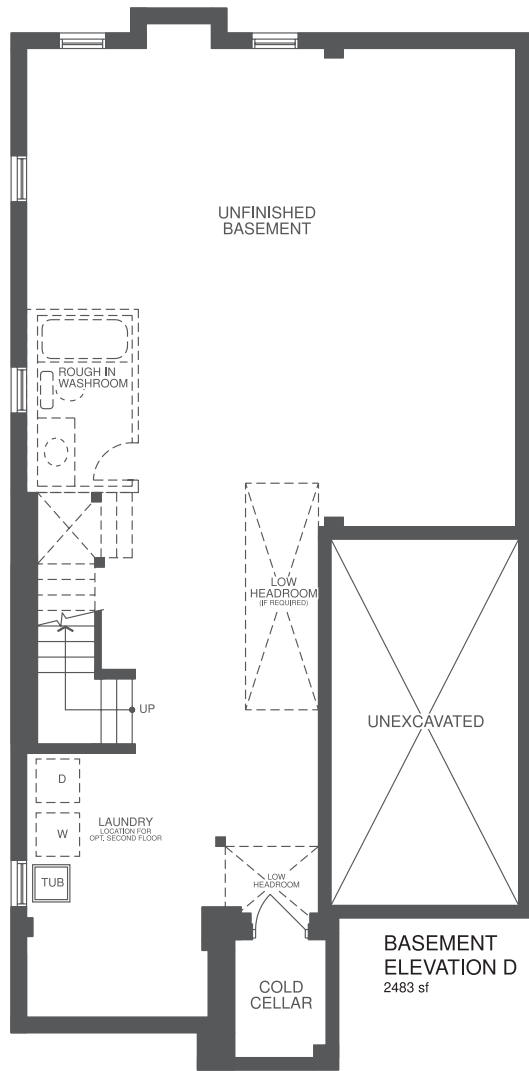 UNFINISHED
BASEMENT
ROUGH IN
WASHROOM
LOW
HEADROOM
(IF REQUIRED)
UP
UNEXCAVATED
D
LAUNDRY
LOCATION FOR
OPT. SECOND FLOOR
W
TUB
LOW
HEADROOM
COLD
CELLAR
BASEMENT
ELEVATION D
2483 sf